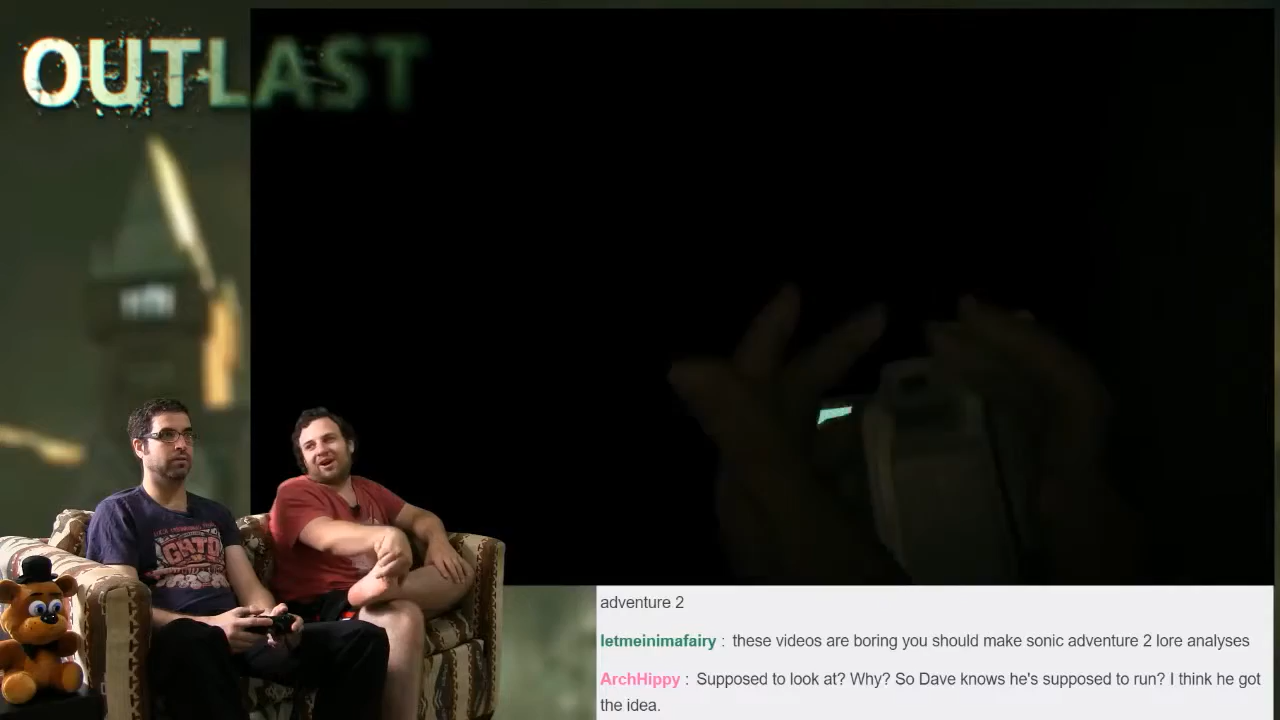 OUTLAST
GATO
adventure 2
letmeinimafairy : these videos are boring you should make sonic adventure 2 lore analyses
ArchHippy : Supposed to look at? Why? So Dave knows he's supposed to run? I think he got
the idea.